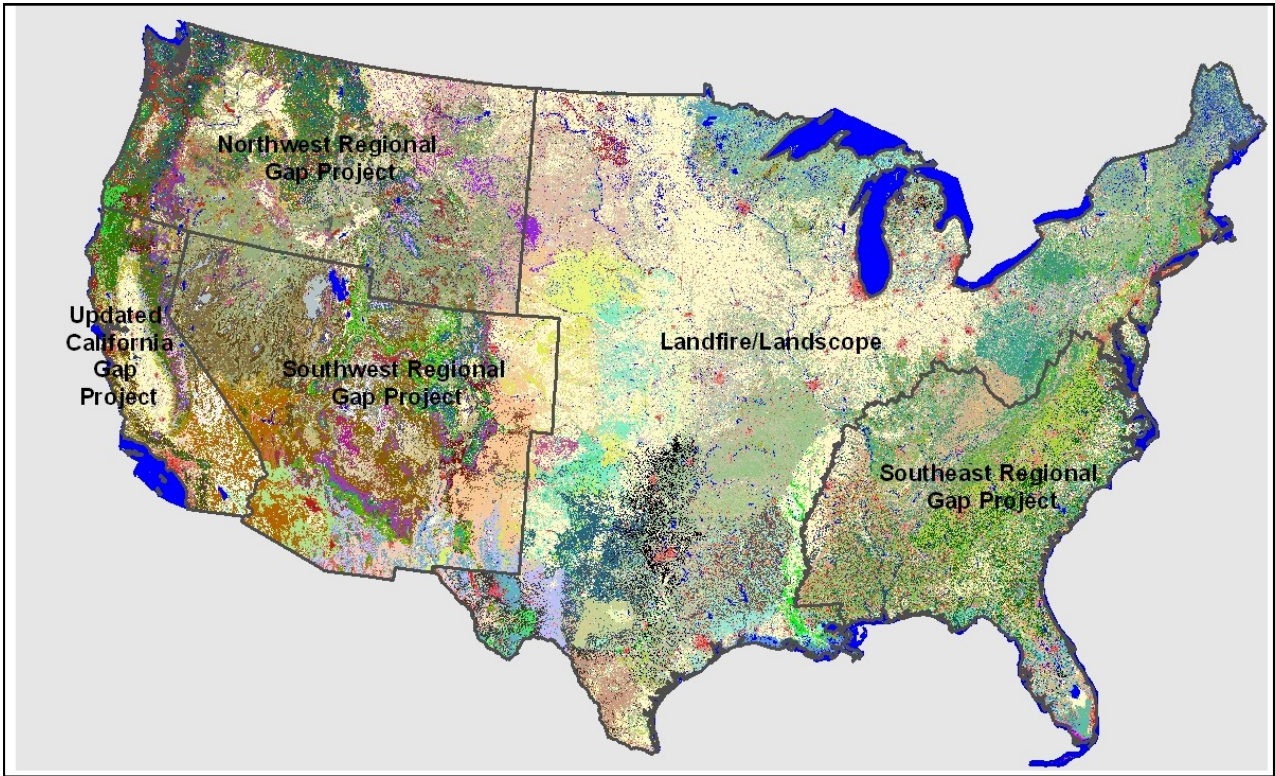 Northwest Regional
Gap Project
Updated
California
Gap
Project
Southwest Regional
Gap Project
Landfire/Landscope
Southeast Regional
Gap Project